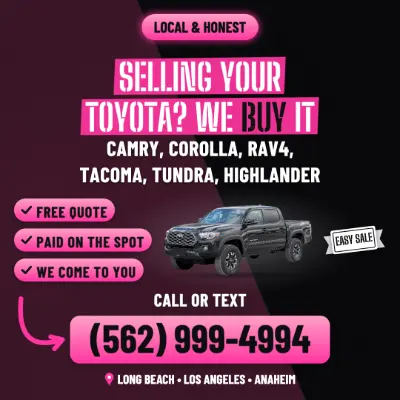 LOCAL & HONEST
SELLING YOUR
TOYOTA? WE BUY IT
CAMRY, COROLLA, RAV4,
TACOMA, TUNDRA, HIGHLANDER
FREE QUOTE
PAID ON THE SPOT
WE COME TO YOU
EASY SALE
CALL OR TEXT
(562) 999-4994
LONG BEACH • LOS ANGELES • ANAHEIM